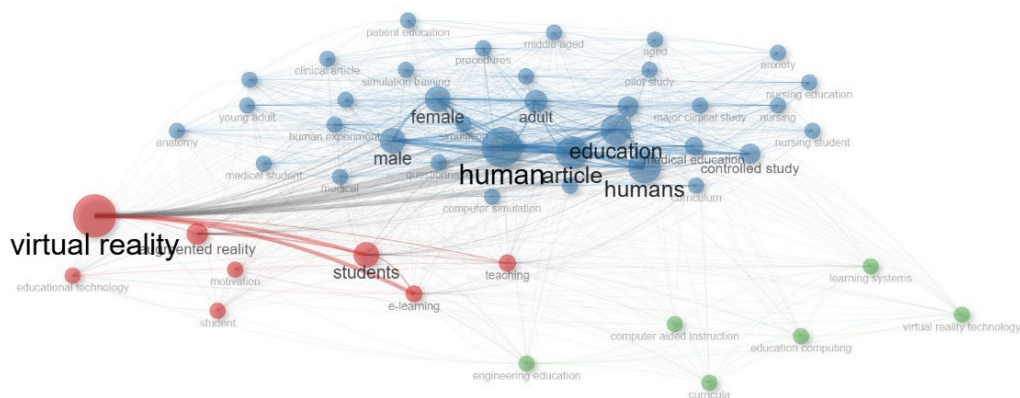 patient education
middle aged
procedures
aged
clinical article
simulation training
pilot study
anxiety
nursing education
young adult
female
adult
major clinical study
nursing
anatomy
human experiment
simulation
male
education
medical education
nursing student
controlled study
medical student
medical
human
article
humans
curriculum
computer simulation
virtual reality
augmented reality
students
teaching
educational technology
motivation
e-learning
student
learning systems
virtual reality technology
computer aided instruction
education computing
engineering education
curricula